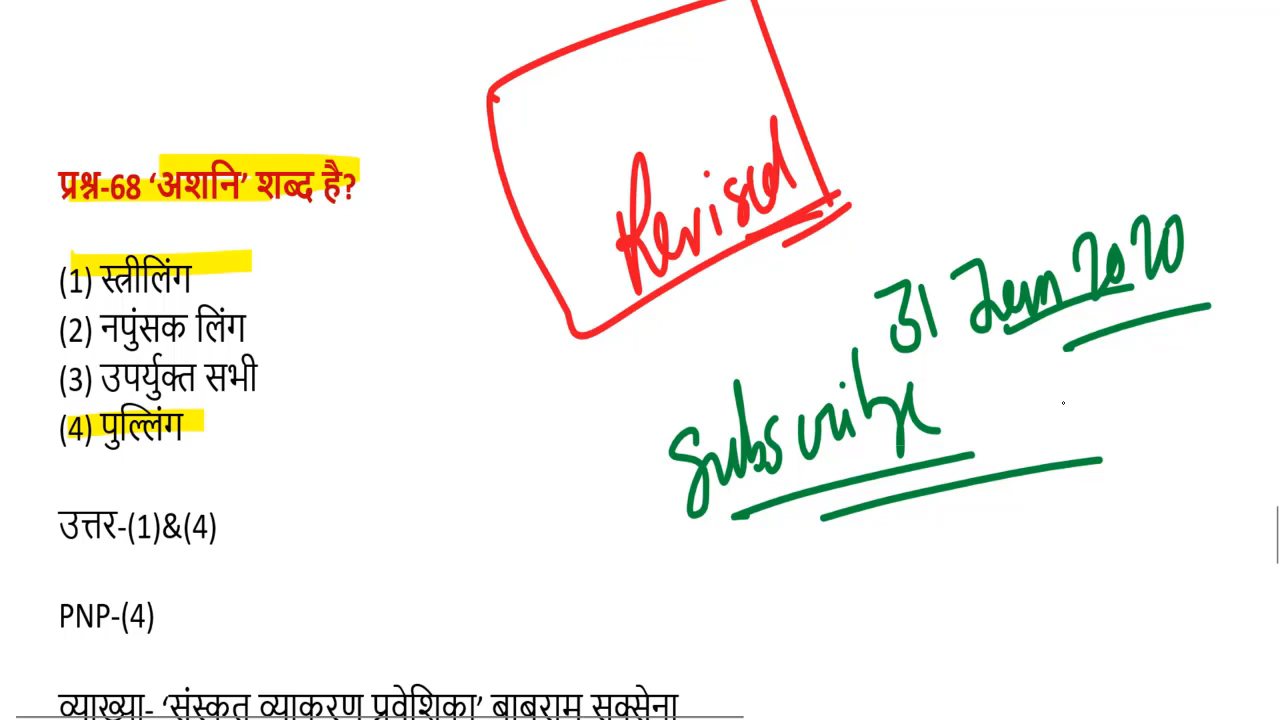 प्रश्न-68 ‘अशनि’ शब्द है?
(1) स्त्रीलिंग
(2) नपुंसक लिंग
(3) उपर्युक्त सभी
(4) पुल्लिंग
उत्तर-(1)&(4)
PNP-(4)
व्याख्या- ‘संस्कृत व्याकरण प्रवेशिका’ बाबूराम सक्सेना
Revised
31 Jan 2020
Subscribe